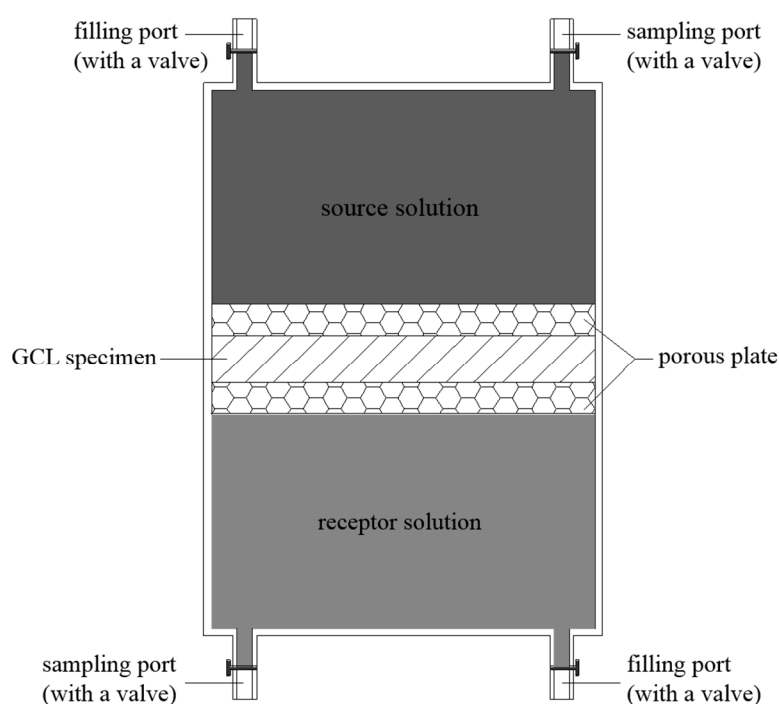 filling port
(with a valve)
sampling port
(with a valve)
source solution
GCL specimen
porous plate
receptor solution
sampling port
(with a valve)
filling port
(with a valve)